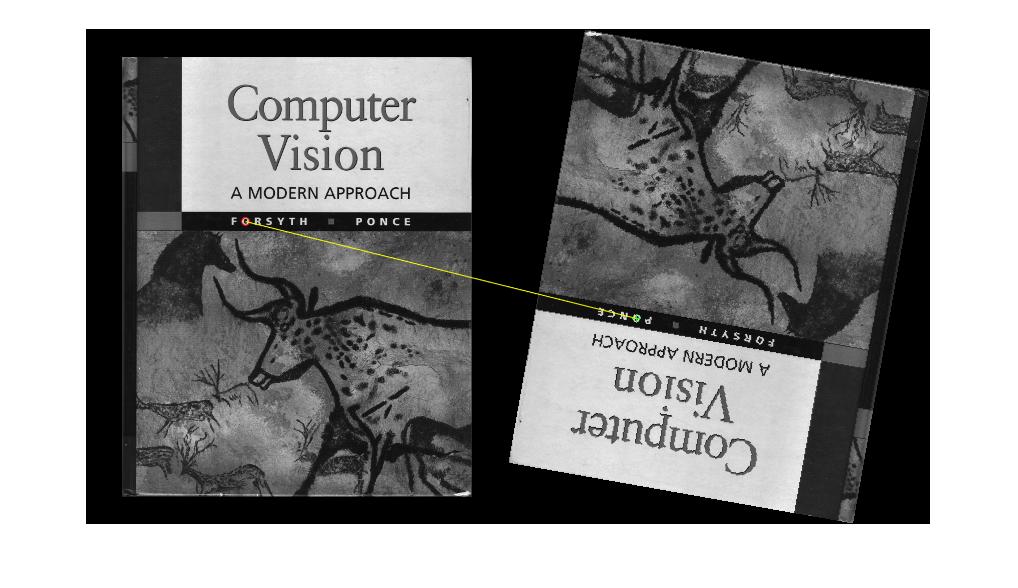 Computer
Vision
A MODERN APPROACH
FORSYTH ■ PONCE
FORSYTH ■ PONCE
A MODERN APPROACH
Vision
Computer